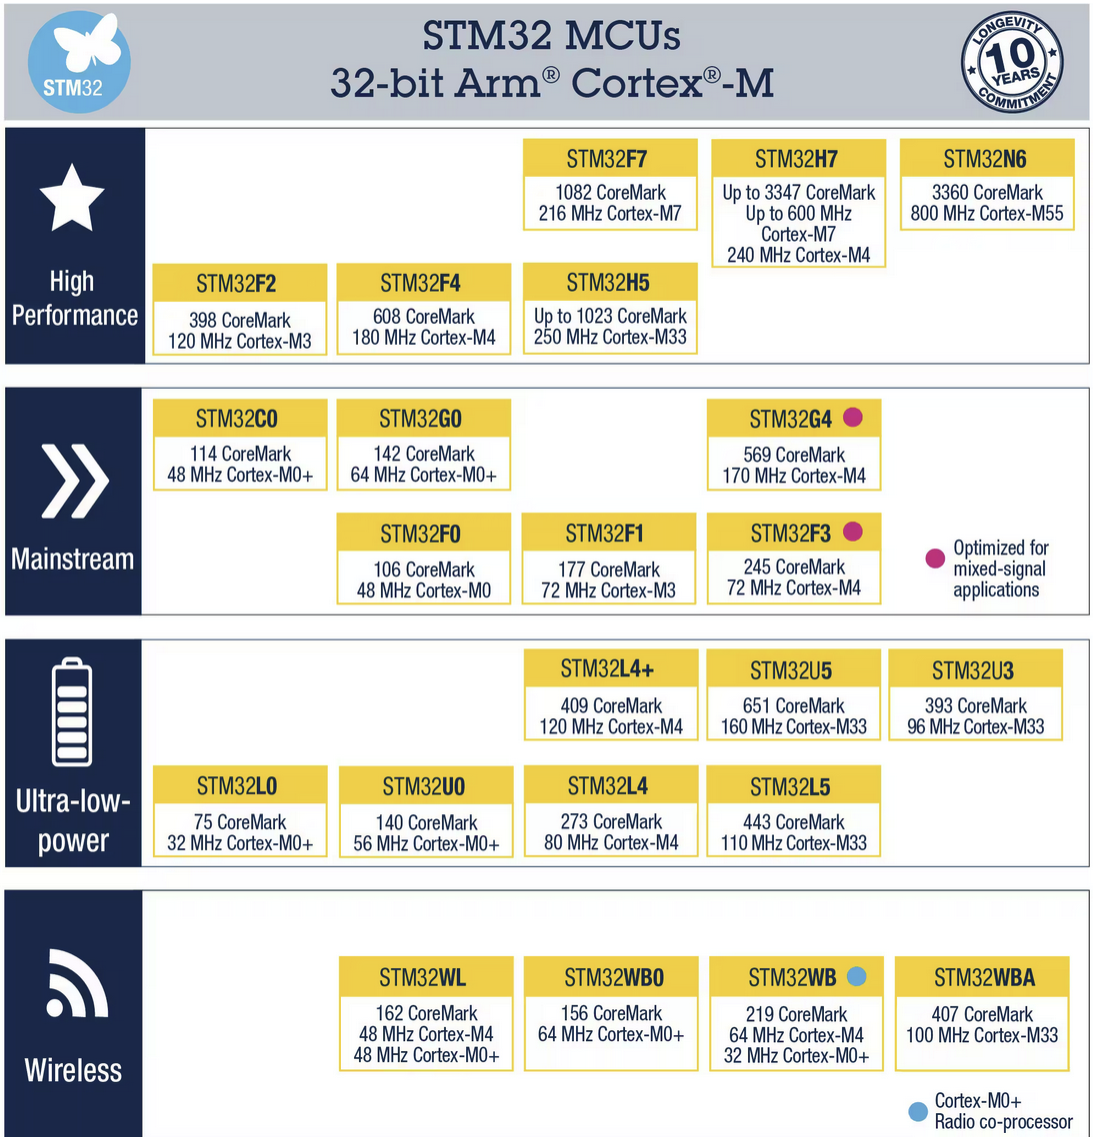 STM32 MCUs
32-bit Arm® Cortex®-M
STM32
LONGEVITY
10
YEARS
COMMITMENT
High
Performance
STM32F7
1082 CoreMark
216 MHz Cortex-M7
STM32H7
Up to 3347 CoreMark
Up to 600 MHz
Cortex-M7
240 MHz Cortex-M4
STM32N6
3360 CoreMark
800 MHz Cortex-M55
STM32F2
398 CoreMark
120 MHz Cortex-M3
STM32F4
608 CoreMark
180 MHz Cortex-M4
STM32H5
Up to 1023 CoreMark
250 MHz Cortex-M33
Mainstream
STM32C0
114 CoreMark
48 MHz Cortex-M0+
STM32G0
142 CoreMark
64 MHz Cortex-M0+
STM32G4
569 CoreMark
170 MHz Cortex-M4
STM32F0
106 CoreMark
48 MHz Cortex-M0
STM32F1
177 CoreMark
72 MHz Cortex-M3
STM32F3
245 CoreMark
72 MHz Cortex-M4
Optimized for
mixed-signal
applications
Ultra-low-
power
STM32L4+
409 CoreMark
120 MHz Cortex-M4
STM32U5
651 CoreMark
160 MHz Cortex-M33
STM32U3
393 CoreMark
96 MHz Cortex-M33
STM32L0
75 CoreMark
32 MHz Cortex-M0+
STM32U0
140 CoreMark
56 MHz Cortex-M0+
STM32L4
273 CoreMark
80 MHz Cortex-M4
STM32L5
443 CoreMark
110 MHz Cortex-M33
Wireless
STM32WL
162 CoreMark
48 MHz Cortex-M4
48 MHz Cortex-M0+
STM32WB0
156 CoreMark
64 MHz Cortex-M0+
STM32WB
219 CoreMark
64 MHz Cortex-M4
32 MHz Cortex-M0+
STM32WBA
407 CoreMark
100 MHz Cortex-M33
Cortex-M0+
Radio co-processor